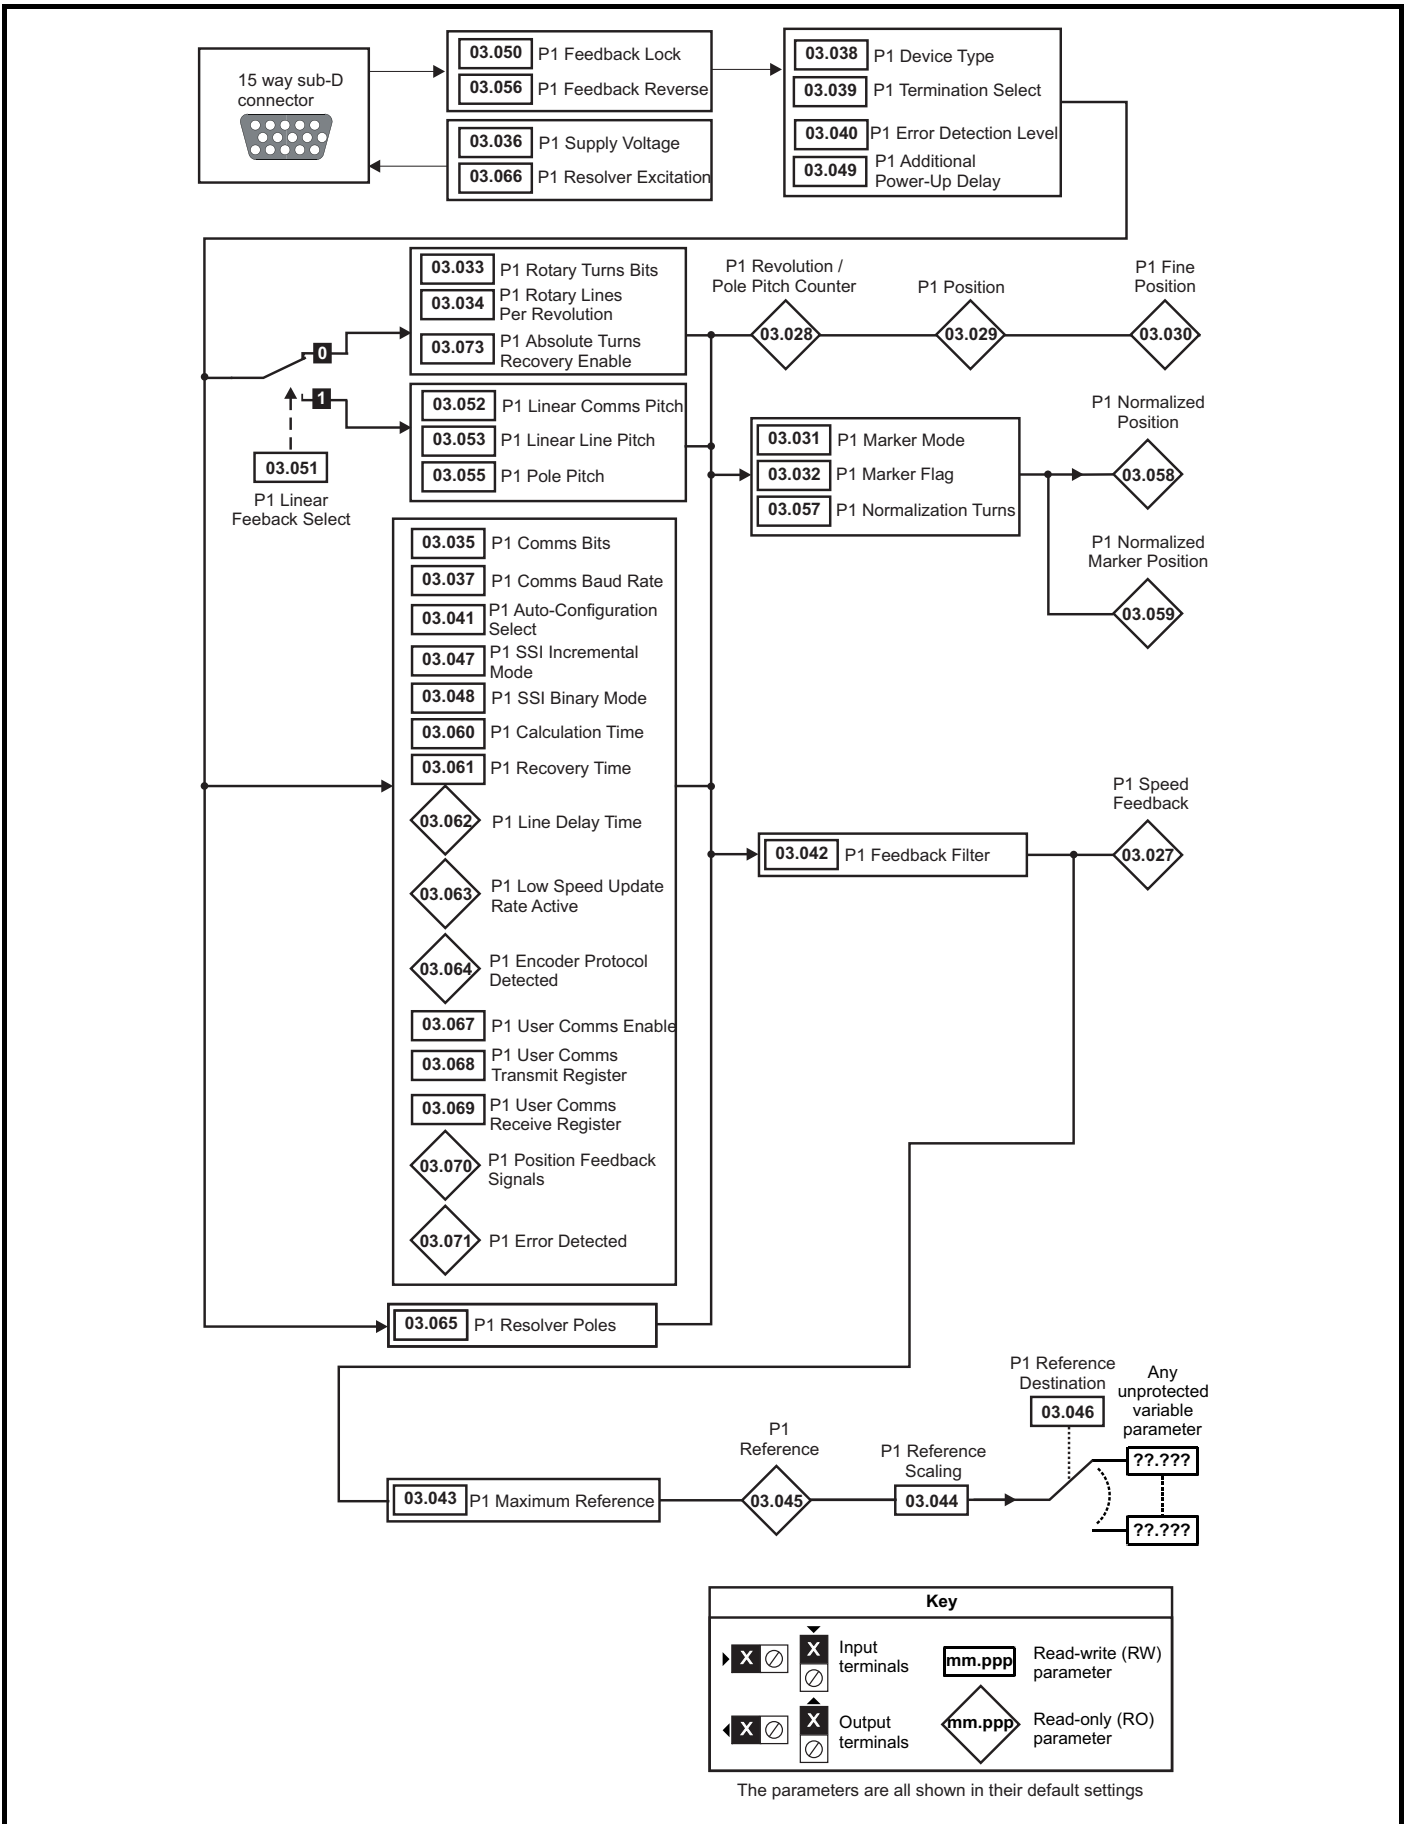 15 way sub-D
connector
03.050 P1 Feedback Lock
03.056 P1 Feedback Reverse
03.036 P1 Supply Voltage
03.066 P1 Resolver Excitation
03.038 P1 Device Type
03.039 P1 Termination Select
03.040 P1 Error Detection Level
03.049 P1 Additional
Power-Up Delay
03.033 P1 Rotary Turns Bits
03.034 P1 Rotary Lines
Per Revolution
03.073 P1 Absolute Turns
Recovery Enable
0
1
03.051
P1 Linear
Feeback Select
03.052 P1 Linear Comms Pitch
03.053 P1 Linear Line Pitch
03.055 P1 Pole Pitch
P1 Revolution /
Pole Pitch Counter
03.028
P1 Position
03.029
P1 Fine
Position
03.030
03.031 P1 Marker Mode
03.032 P1 Marker Flag
03.057 P1 Normalization Turns
P1 Normalized
Position
03.058
P1 Normalized
Marker Position
03.059
03.035 P1 Comms Bits
03.037 P1 Comms Baud Rate
03.041 P1 Auto-Configuration
Select
03.047 P1 SSI Incremental
Mode
03.048 P1 SSI Binary Mode
03.060 P1 Calculation Time
03.061 P1 Recovery Time
03.062 P1 Line Delay Time
03.063 P1 Low Speed Update
Rate Active
03.064 P1 Encoder Protocol
Detected
03.067 P1 User Comms Enable
03.068 P1 User Comms
Transmit Register
03.069 P1 User Comms
Receive Register
03.070 P1 Position Feedback
Signals
03.071 P1 Error Detected
03.042 P1 Feedback Filter
P1 Speed
Feedback
03.027
03.065 P1 Resolver Poles
03.043 P1 Maximum Reference
P1
Reference
03.045
P1 Reference
Scaling
03.044
P1 Reference
Destination
03.046
Any
unprotected
variable
parameter
??.???
??.???
Key
X
X
Input
terminals
mm.ppp
Read-write (RW)
parameter
X
X
Output
terminals
mm.ppp
Read-only (RO)
parameter
The parameters are all shown in their default settings